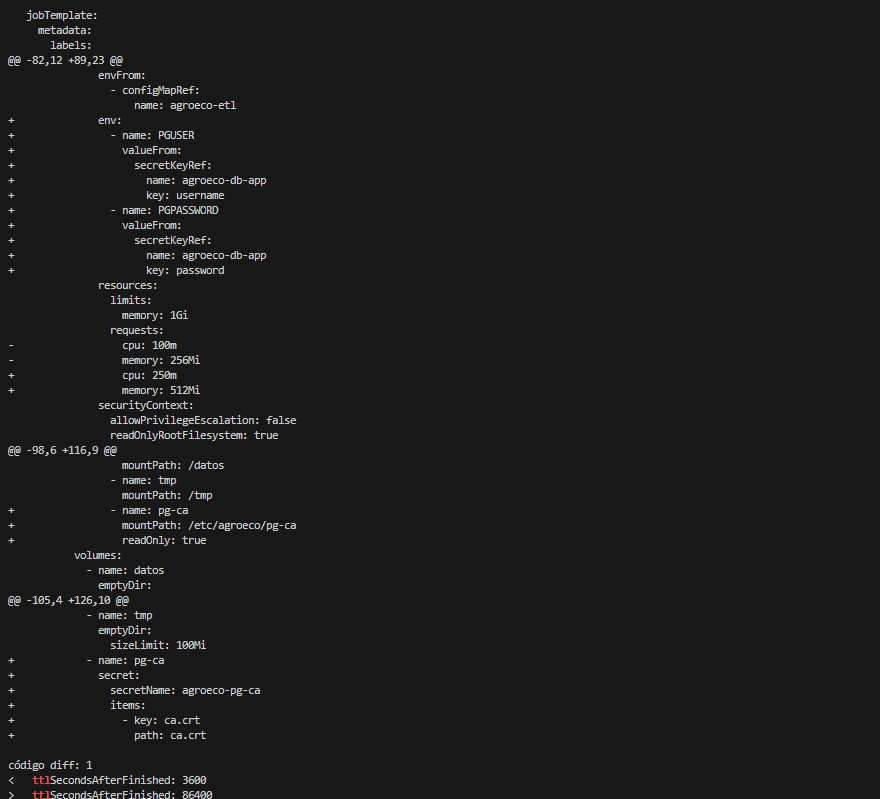 jobTemplate:
     metadata:
       labels:
@@ -82,12 +89,23 @@
               envFrom:
                 - configMapRef:
                     name: agroeco-etl
+              env:
+                - name: PGUSER
+                  valueFrom:
+                    secretKeyRef:
+                      name: agroeco-db-app
+                      key: username
+                - name: PGPASSWORD
+                  valueFrom:
+                    secretKeyRef:
+                      name: agroeco-db-app
+                      key: password
               resources:
                 limits:
                   memory: 1Gi
                 requests:
-                  cpu: 100m
-                  memory: 256Mi
+                  cpu: 250m
+                  memory: 512Mi
               securityContext:
                 allowPrivilegeEscalation: false
                 readOnlyRootFilesystem: true
@@ -98,6 +116,9 @@
                   mountPath: /datos
                 - name: tmp
                   mountPath: /tmp
+                - name: pg-ca
+                  mountPath: /etc/agroeco/pg-ca
+                  readOnly: true
           volumes:
             - name: datos
               emptyDir:
@@ -105,4 +126,10 @@
             - name: tmp
               emptyDir:
                 sizeLimit: 100Mi
+            - name: pg-ca
+              secret:
+                secretName: agroeco-pg-ca
+                items:
+                  - key: ca.crt
+                    path: ca.crt

código diff: 1
<   ttlSecondsAfterFinished: 3600
>   ttlSecondsAfterFinished: 86400